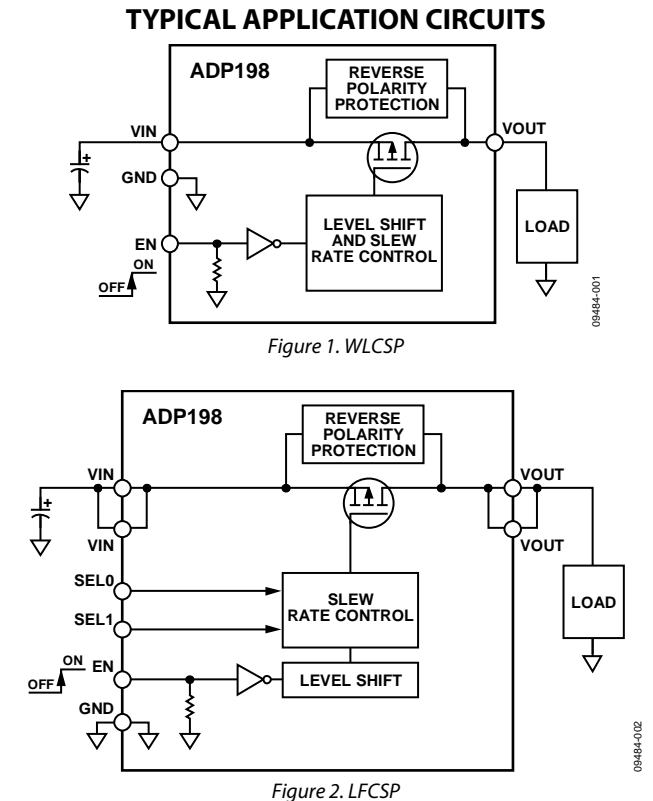 TYPICAL APPLICATION CIRCUITS
ADP198
REVERSE
POLARITY
PROTECTION
VIN
VOUT
+
GND
LEVEL SHIFT
AND SLEW
RATE CONTROL
LOAD
EN
ON
OFF
09484-001
Figure 1. WLCSP
ADP198
REVERSE
POLARITY
PROTECTION
VIN
VOUT
+
VIN
VOUT
SEL0
SLEW
RATE CONTROL
LOAD
SEL1
ON
EN
OFF
LEVEL SHIFT
GND
09484-002
Figure 2. LFCSP